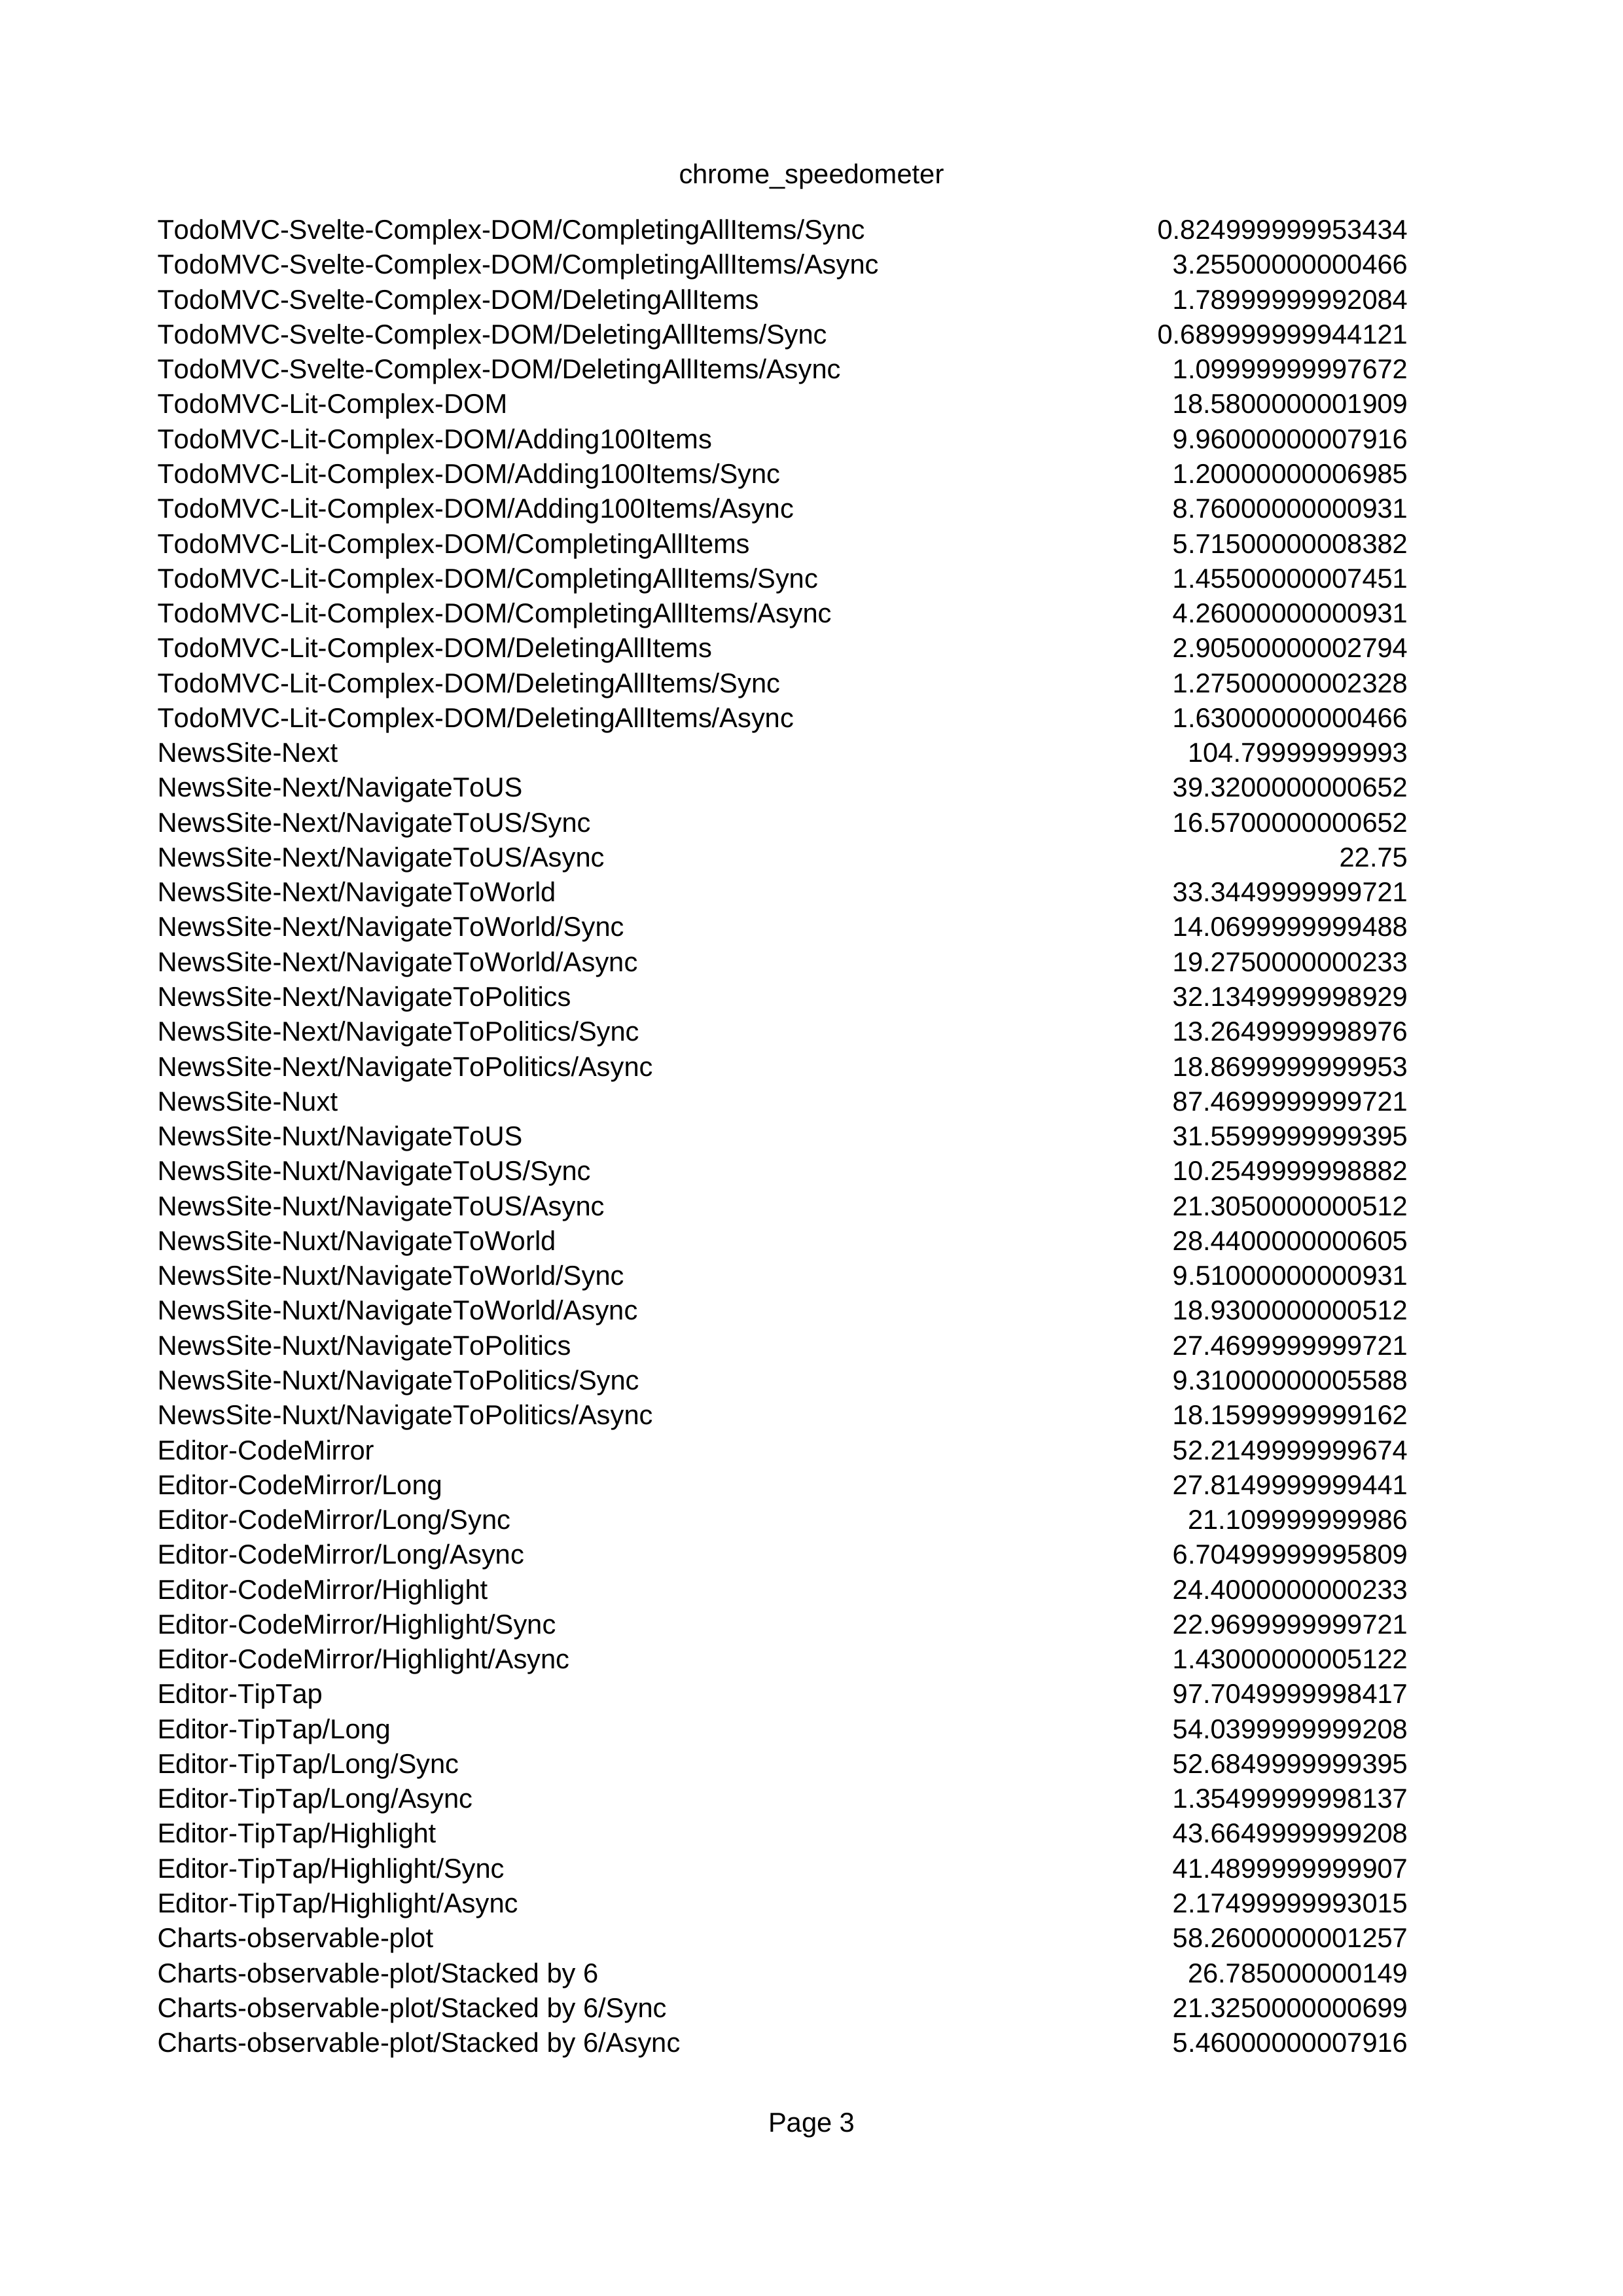 chrome_speedometer
TodoMVC-Svelte-Complex-DOM/CompletingAllItems/Sync 0.824999999953434
TodoMVC-Svelte-Complex-DOM/CompletingAllItems/Async 3.25500000000466
TodoMVC-Svelte-Complex-DOM/DeletingAllItems 1.78999999992084
TodoMVC-Svelte-Complex-DOM/DeletingAllItems/Sync 0.689999999944121
TodoMVC-Svelte-Complex-DOM/DeletingAllItems/Async 1.09999999997672
TodoMVC-Lit-Complex-DOM 18.5800000001909
TodoMVC-Lit-Complex-DOM/Adding100Items 9.96000000007916
TodoMVC-Lit-Complex-DOM/Adding100Items/Sync 1.20000000006985
TodoMVC-Lit-Complex-DOM/Adding100Items/Async 8.76000000000931
TodoMVC-Lit-Complex-DOM/CompletingAllItems 5.71500000008382
TodoMVC-Lit-Complex-DOM/CompletingAllItems/Sync 1.45500000007451
TodoMVC-Lit-Complex-DOM/CompletingAllItems/Async 4.26000000000931
TodoMVC-Lit-Complex-DOM/DeletingAllItems 2.90500000002794
TodoMVC-Lit-Complex-DOM/DeletingAllItems/Sync 1.27500000002328
TodoMVC-Lit-Complex-DOM/DeletingAllItems/Async 1.63000000000466
NewsSite-Next 104.79999999993
NewsSite-Next/NavigateToUS 39.3200000000652
NewsSite-Next/NavigateToUS/Sync 16.5700000000652
NewsSite-Next/NavigateToUS/Async 22.75
NewsSite-Next/NavigateToWorld 33.3449999999721
NewsSite-Next/NavigateToWorld/Sync 14.0699999999488
NewsSite-Next/NavigateToWorld/Async 19.2750000000233
NewsSite-Next/NavigateToPolitics 32.1349999998929
NewsSite-Next/NavigateToPolitics/Sync 13.2649999998976
NewsSite-Next/NavigateToPolitics/Async 18.8699999999953
NewsSite-Nuxt 87.4699999999721
NewsSite-Nuxt/NavigateToUS 31.5599999999395
NewsSite-Nuxt/NavigateToUS/Sync 10.2549999998882
NewsSite-Nuxt/NavigateToUS/Async 21.3050000000512
NewsSite-Nuxt/NavigateToWorld 28.4400000000605
NewsSite-Nuxt/NavigateToWorld/Sync 9.51000000000931
NewsSite-Nuxt/NavigateToWorld/Async 18.9300000000512
NewsSite-Nuxt/NavigateToPolitics 27.4699999999721
NewsSite-Nuxt/NavigateToPolitics/Sync 9.31000000005588
NewsSite-Nuxt/NavigateToPolitics/Async 18.1599999999162
Editor-CodeMirror 52.2149999999674
Editor-CodeMirror/Long 27.8149999999441
Editor-CodeMirror/Long/Sync 21.109999999986
Editor-CodeMirror/Long/Async 6.70499999995809
Editor-CodeMirror/Highlight 24.4000000000233
Editor-CodeMirror/Highlight/Sync 22.9699999999721
Editor-CodeMirror/Highlight/Async 1.43000000005122
Editor-TipTap 97.7049999998417
Editor-TipTap/Long 54.0399999999208
Editor-TipTap/Long/Sync 52.6849999999395
Editor-TipTap/Long/Async 1.35499999998137
Editor-TipTap/Highlight 43.6649999999208
Editor-TipTap/Highlight/Sync 41.4899999999907
Editor-TipTap/Highlight/Async 2.17499999993015
Charts-observable-plot 58.2600000001257
Charts-observable-plot/Stacked by 6 26.785000000149
Charts-observable-plot/Stacked by 6/Sync 21.3250000000699
Charts-observable-plot/Stacked by 6/Async 5.46000000007916
Page 3